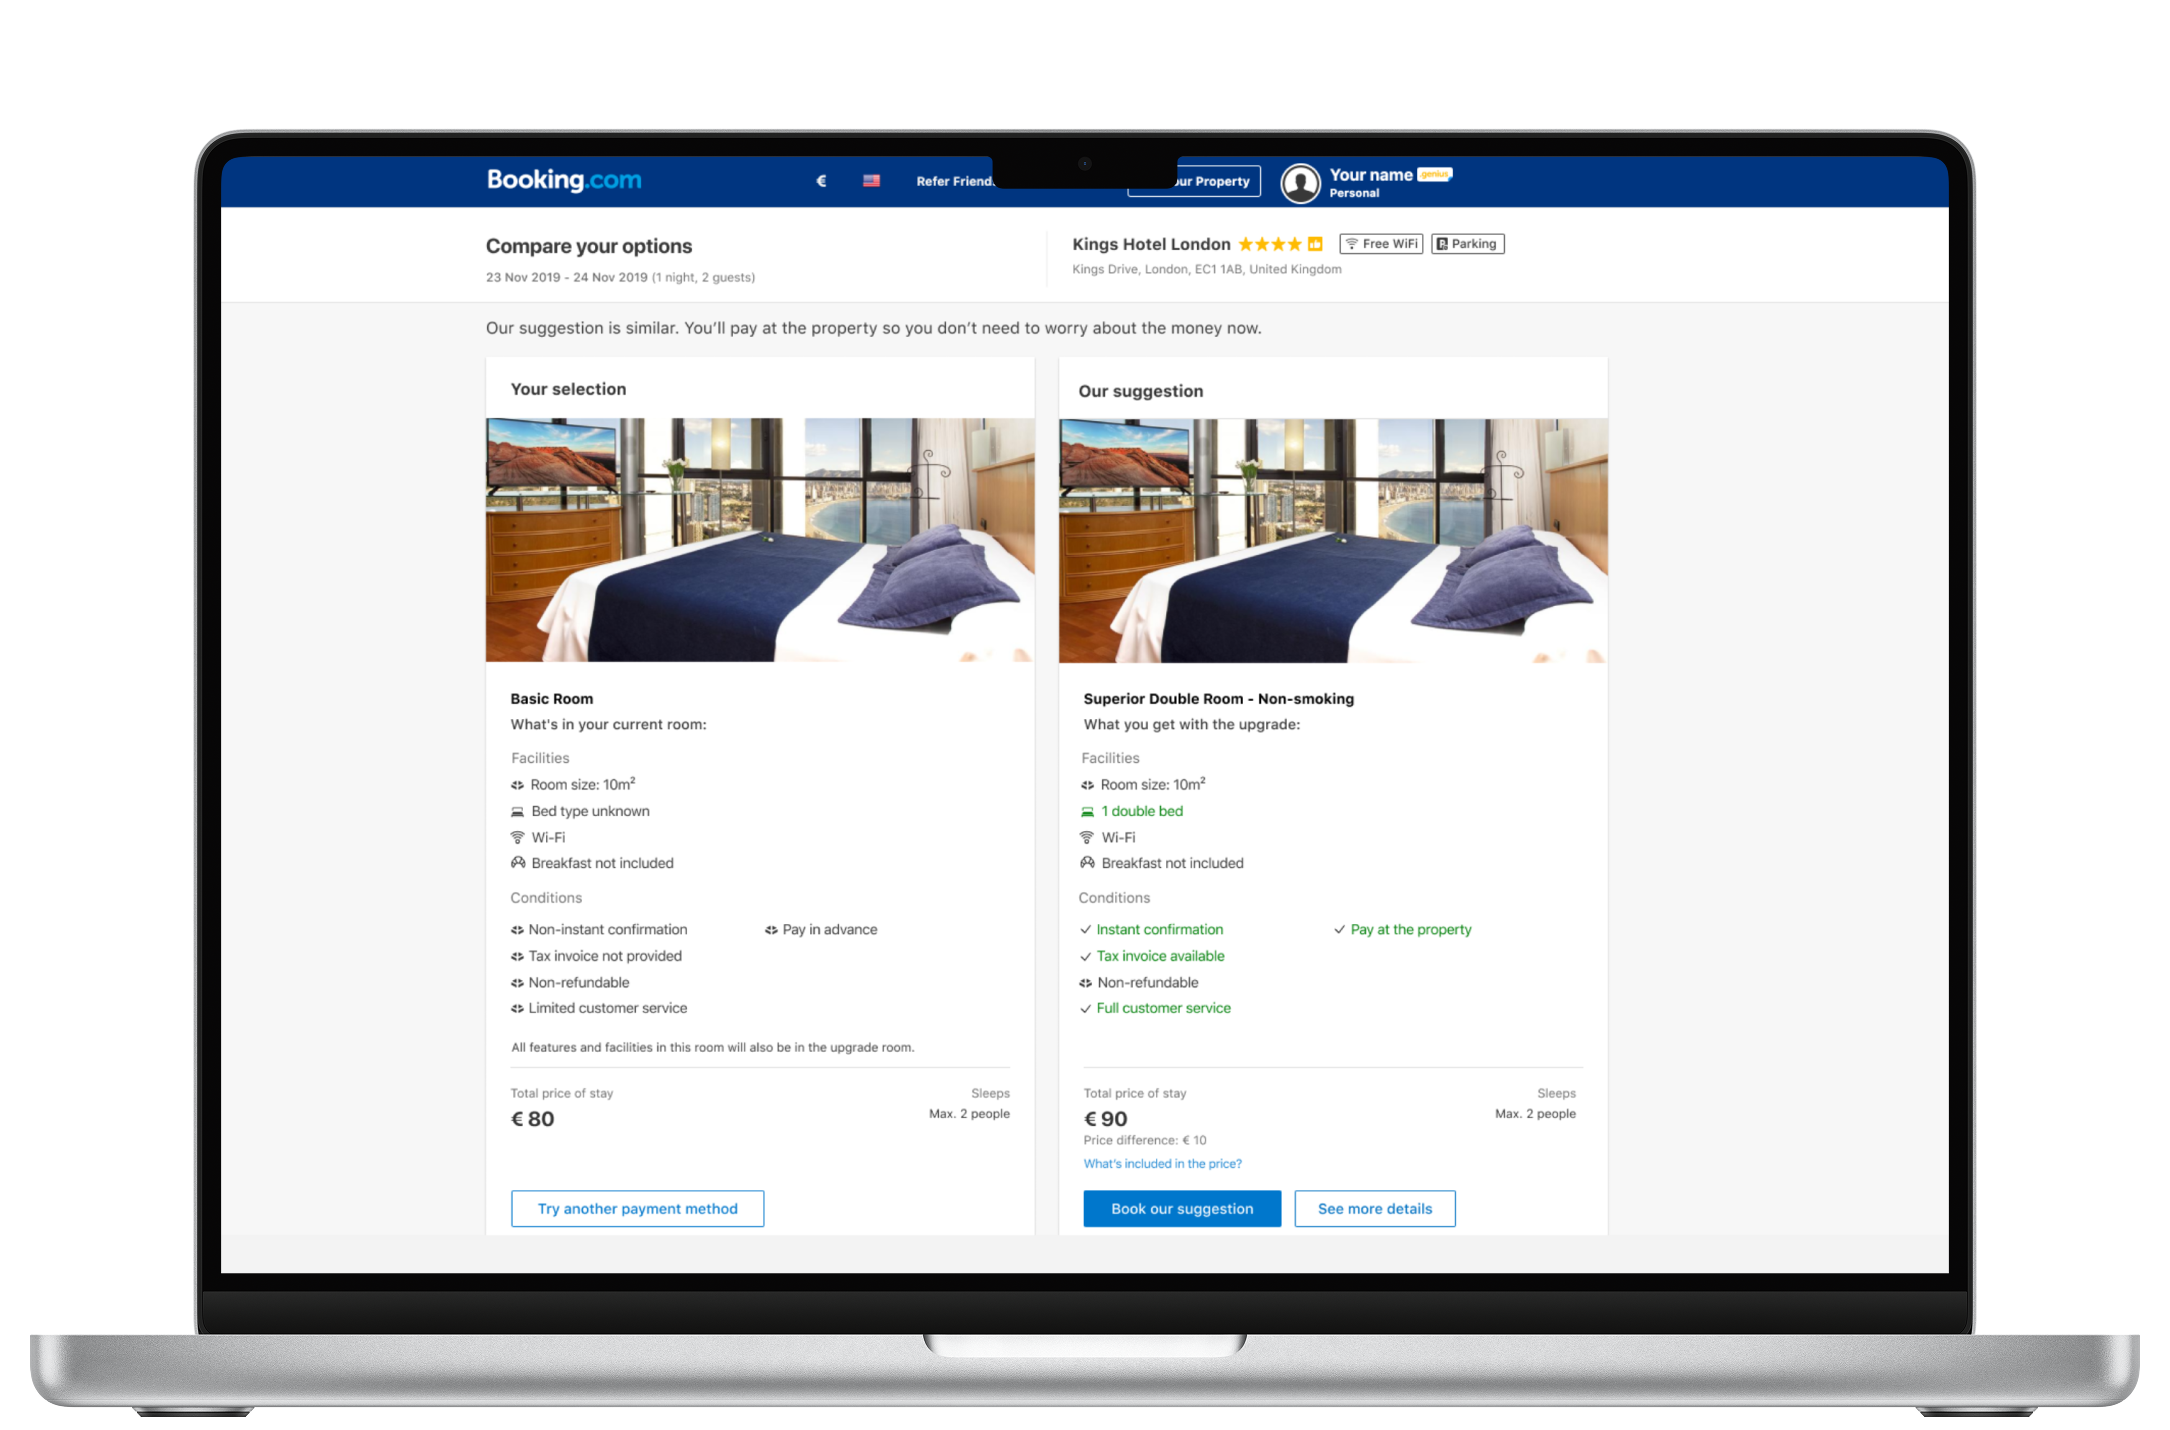 Booking.com
€
Refer Friend
ur Property
Your name
genius
Personal
Compare your options
23 Nov 2019 - 24 Nov 2019 (1 night, 2 guests)
Kings Hotel London
Free WiFi
Parking
Kings Drive, London, EC1 1AB, United Kingdom
Our suggestion is similar. You’ll pay at the property so you don’t need to worry about the money now.
Your selection
Basic Room
What's in your current room:
Facilities
Room size: 10m²
Bed type unknown
Wi-Fi
Breakfast not included
Conditions
Non-instant confirmation
Pay in advance
Tax invoice not provided
Non-refundable
Limited customer service
All features and facilities in this room will also be in the upgrade room.
Total price of stay
Sleeps
€ 80
Max. 2 people
Try another payment method
Our suggestion
Superior Double Room - Non-smoking
What you get with the upgrade:
Facilities
Room size: 10m²
1 double bed
Wi-Fi
Breakfast not included
Conditions
Instant confirmation
Pay at the property
Tax invoice available
Non-refundable
Full customer service
Total price of stay
Sleeps
€ 90
Max. 2 people
Price difference: € 10
What's included in the price?
Book our suggestion
See more details